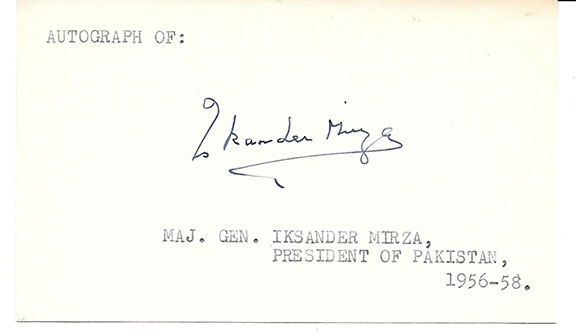 AUTOGRAPH OF:
Iskander Mirza
MAJ. GEN. IKSANDER MIRZA,
PRESIDENT OF PAKISTAN,
1956-58.